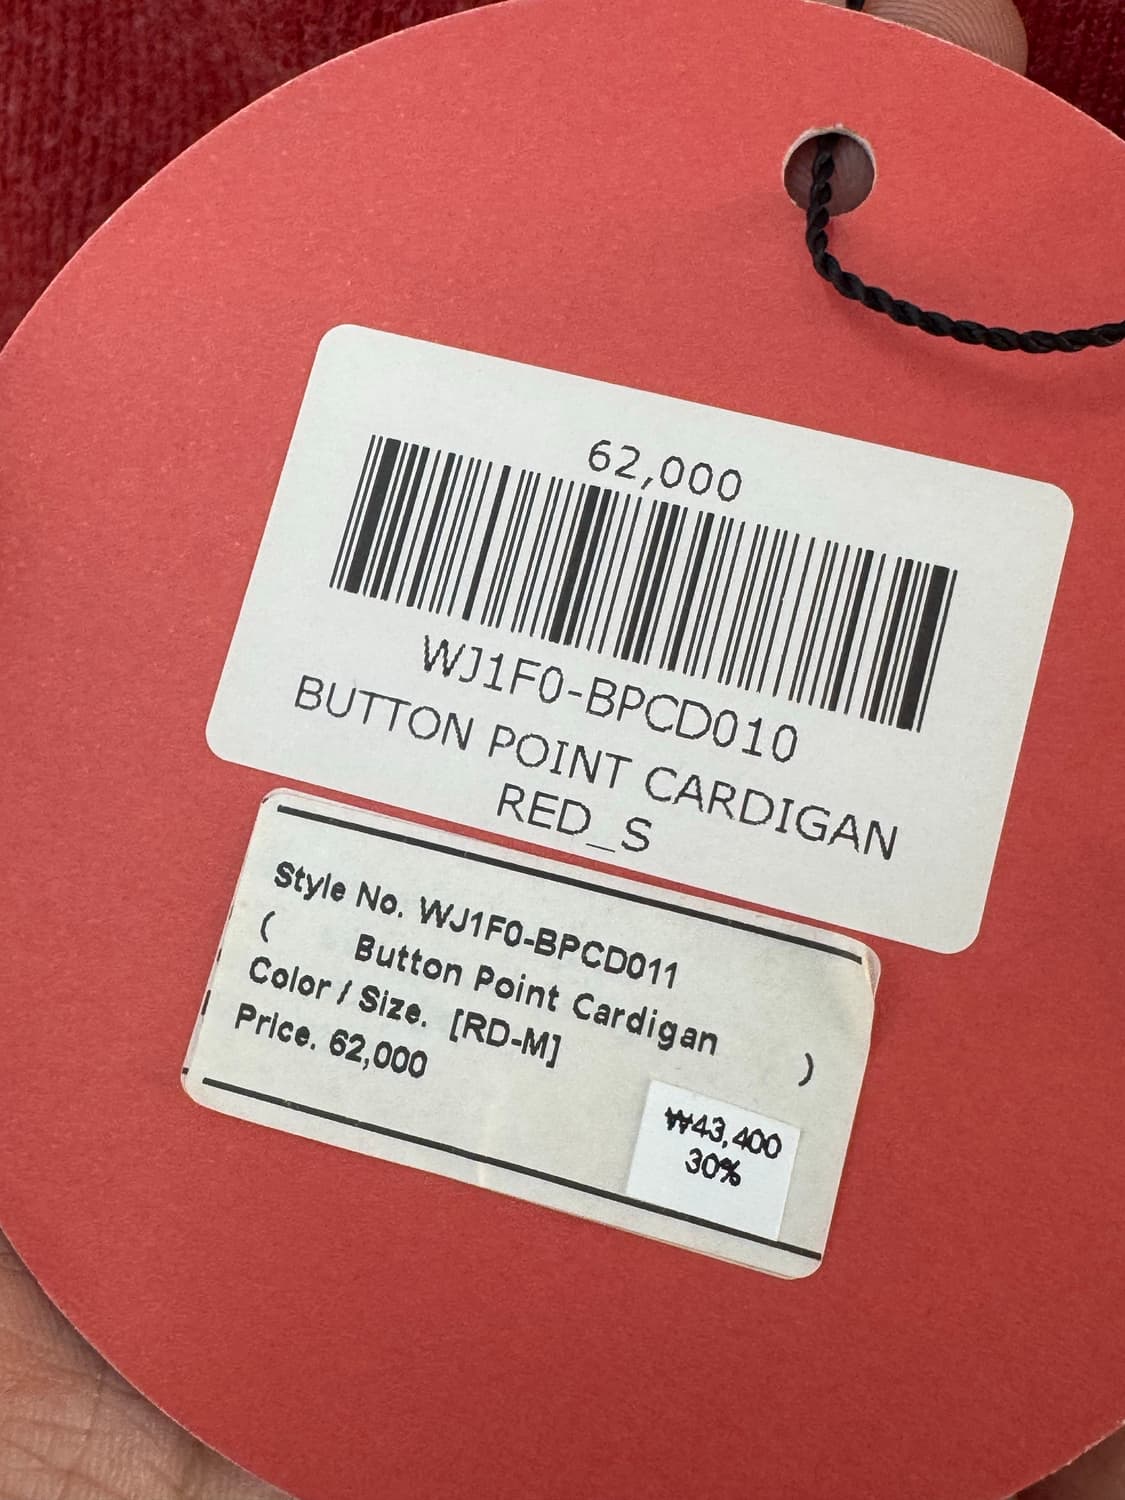 62,000
WJ1F0-BPCD010
BUTTON POINT CARDIGAN
RED_S
Style No. WJ1F0-BPCD011
( Button Point Cardigan )
Color / Size. [RD-M]
Price. 62,000
₩43,400
30%